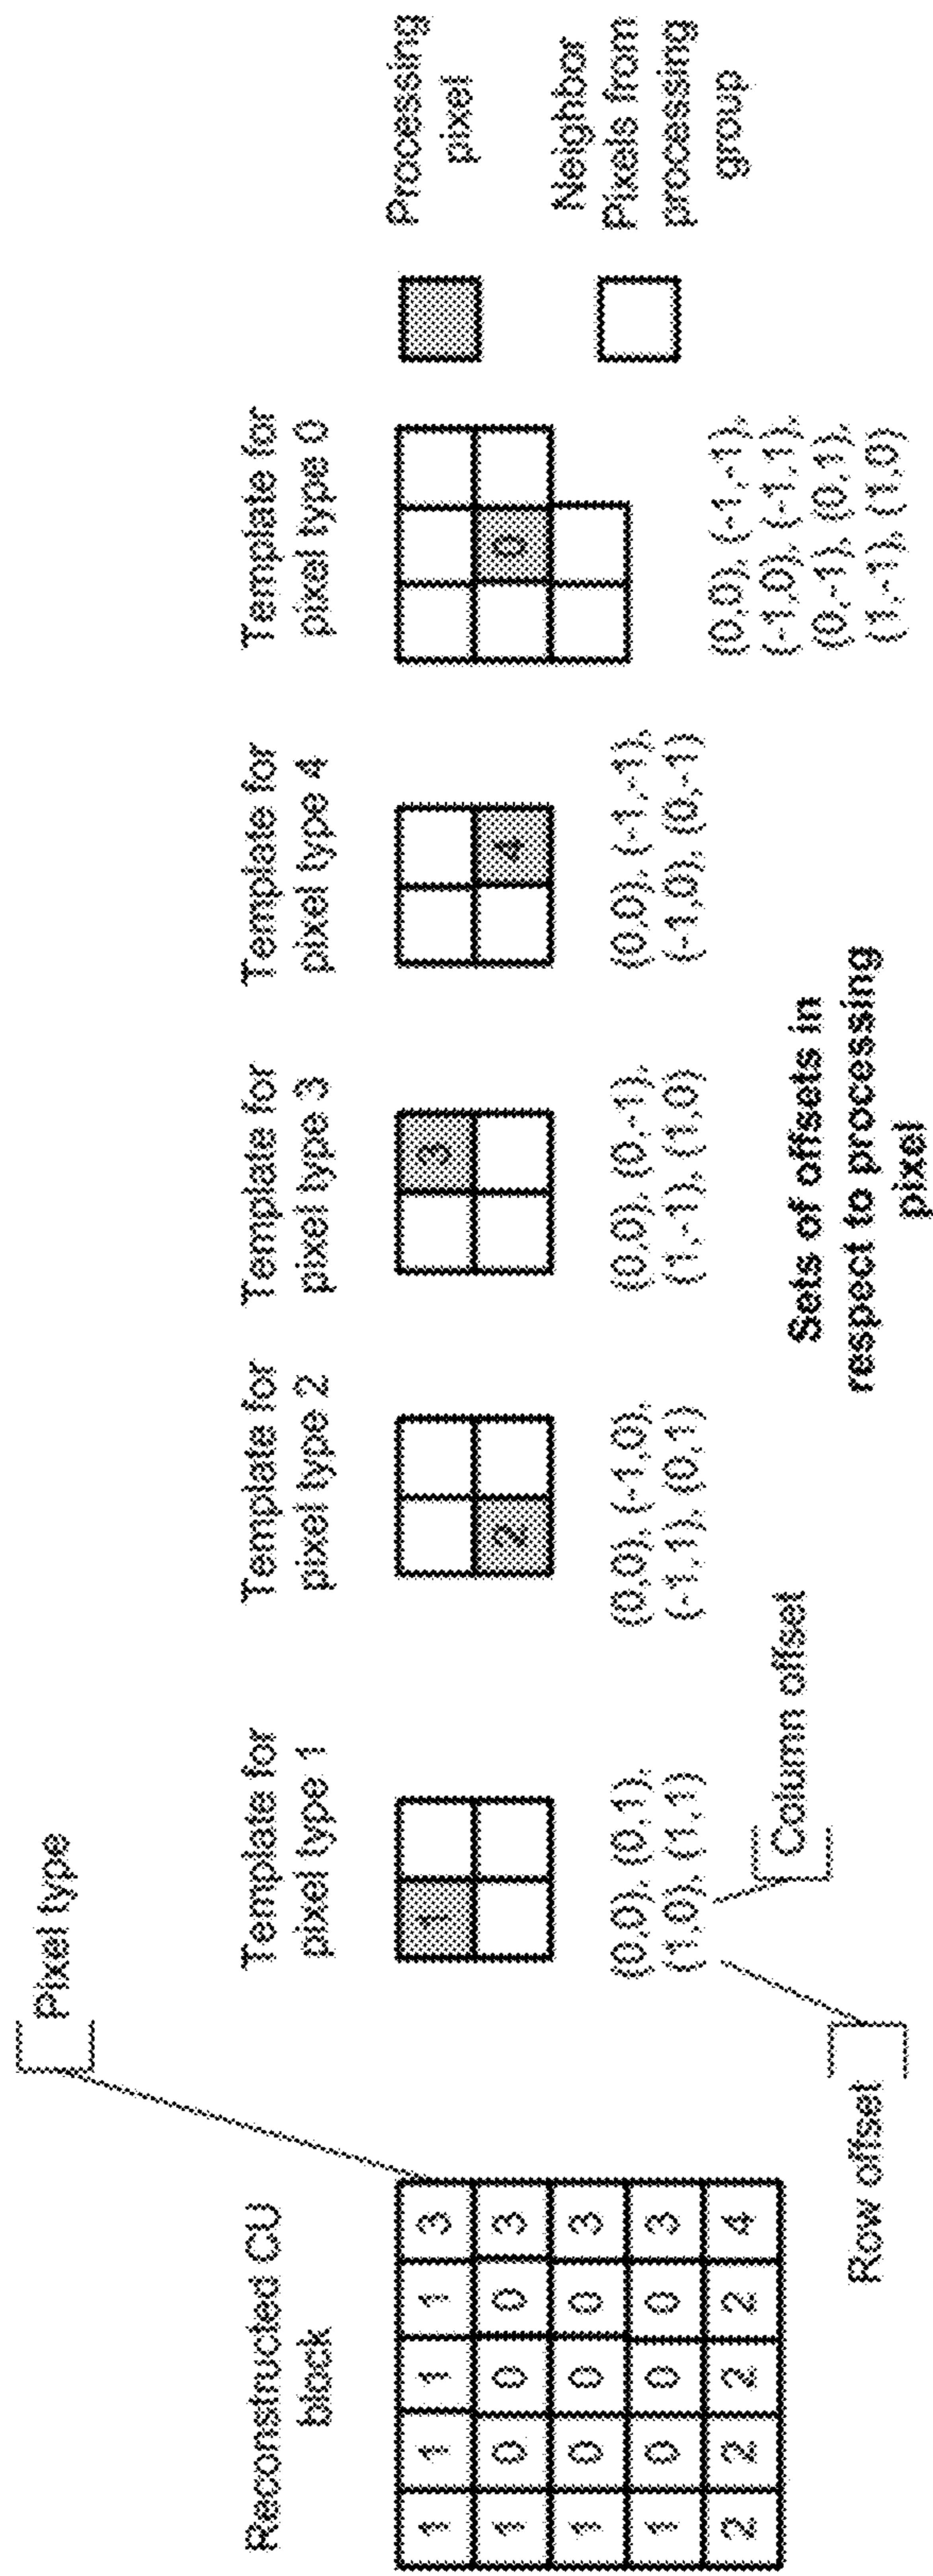 Pixel type
Reconstructed CU
block
1 1 1 1 3
1 0 0 0 3
1 0 0 0 3
1 0 0 0 3
2 2 2 2 4
Template for
pixel type 1
1
(0,0), (0,1),
(1,0), (1,1)
Row offset
Column offset
Template for
pixel type 2
2
(0,0), (-1,0),
(-1,1), (0,1)
Template for
pixel type 3
3
(0,0), (0,-1),
(1,-1), (1,0)
Template for
pixel type 4
4
(0,0), (-1,-1),
(-1,0), (0,-1)
Template for
pixel type 0
0
(0,0), (-1,-1),
(-1,0), (-1,1),
(0,-1), (0,1),
(1,-1), (1,0)
Sets of offsets in
respect to processing
pixel
Processing
pixel
Neighbor
Pixels from
processing
group